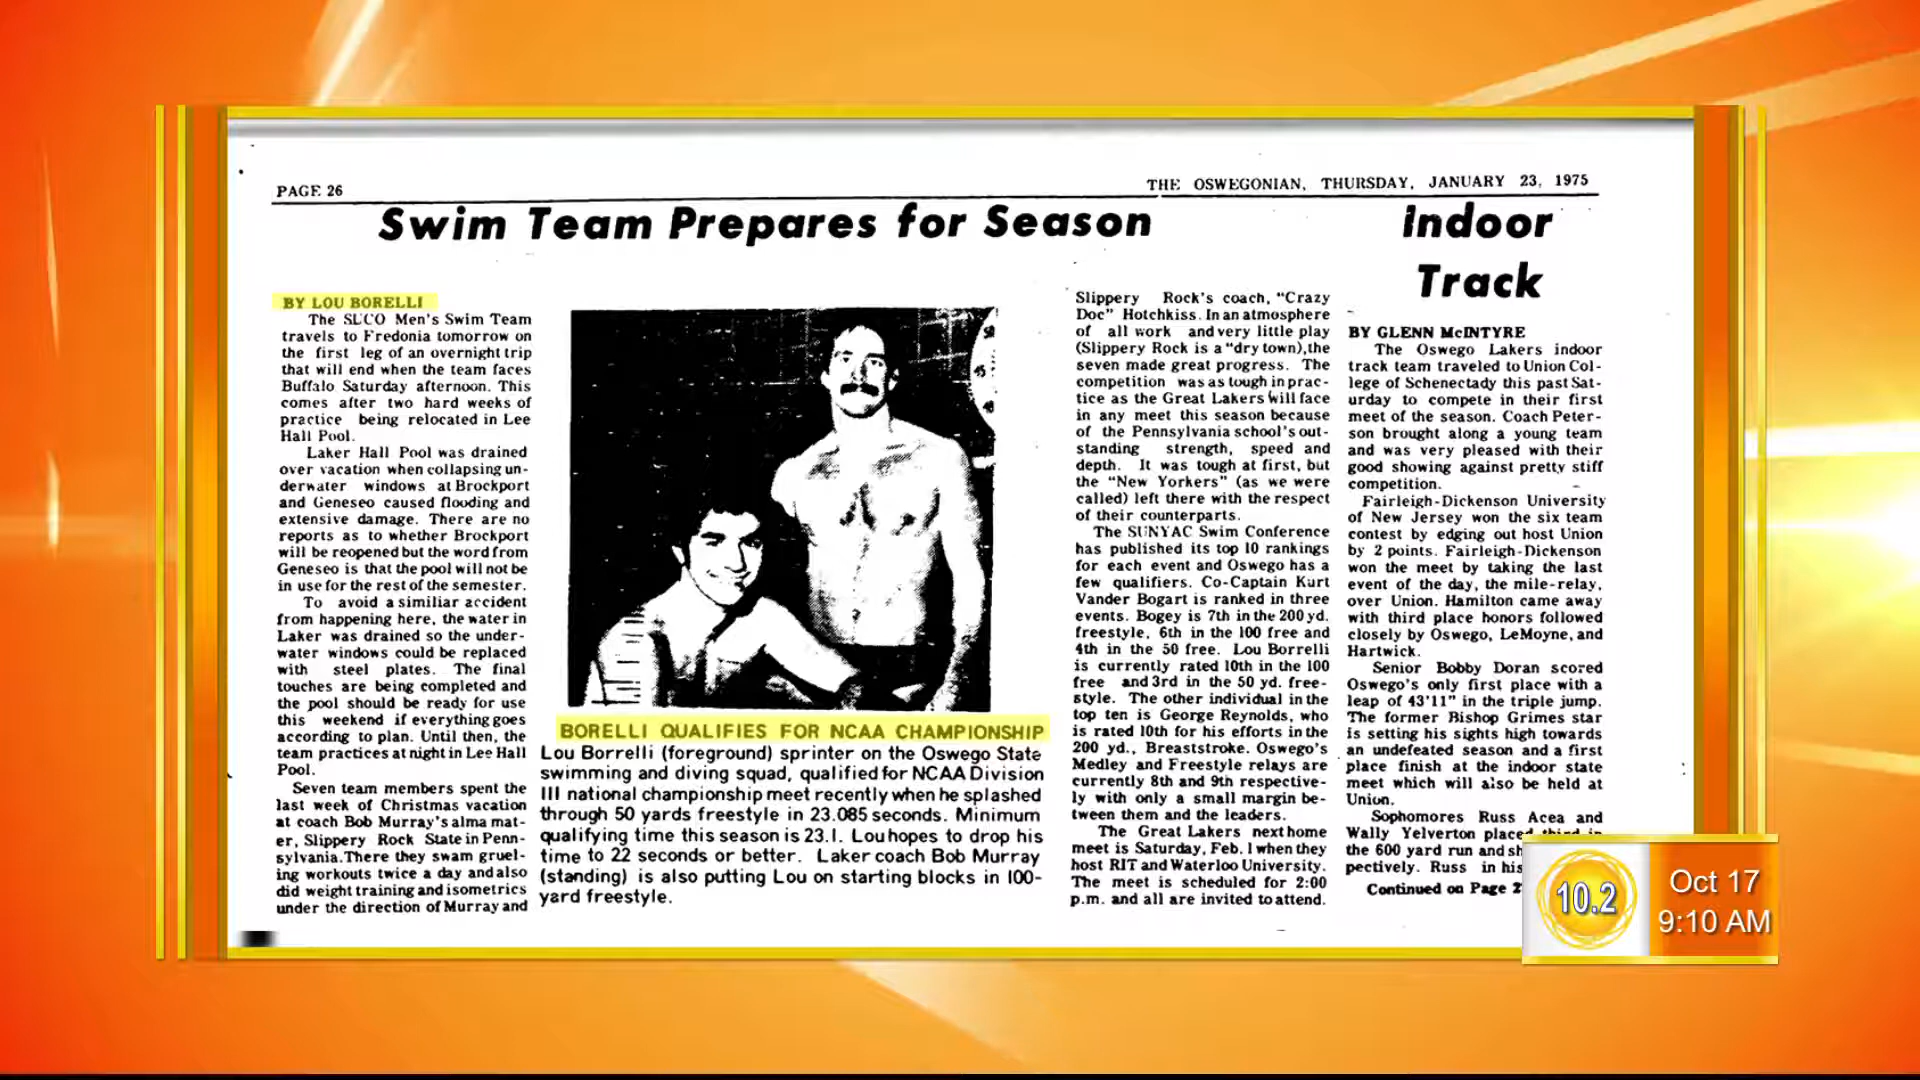 PAGE 26
THE OSWEGONIAN, THURSDAY, JANUARY 23, 1975
Swim Team Prepares for Season
BY LOU BORELLI
The SUCO Men's Swim Team
travels to Fredonia tomorrow on
the first leg of an overnight trip
that will end when the team faces
Buffalo Saturday afternoon. This
comes after two hard weeks of
practice being relocated in Lee
Hall Pool.
Laker Hall Pool was drained
over vacation when collapsing un-
derwater windows at Brockport
and Geneseo caused flooding and
extensive damage. There are no
reports as to whether Brockport
will be reopened but the word from
Geneseo is that the pool will not be
in use for the rest of the semester.
To avoid a similiar accident
from happening here, the water in
Laker was drained so the under-
water windows could be replaced
with steel plates. The final
touches are being completed and
the pool should be ready for use
this weekend if everything goes
according to plan. Until then, the
team practices at night in Lee Hall
Pool.
Seven team members spent the
last week of Christmas vacation
at coach Bob Murray's alma mat-
er, Slippery Rock State in Penn-
sylvania. There they swam gruel-
ing workouts twice a day and also
did weight training and isometrics
under the direction of Murray and
BORELLI QUALIFIES FOR NCAA CHAMPIONSHIP
Lou Borrelli (foreground) sprinter on the Oswego State
swimming and diving squad, qualified for NCAA Division
III national championship meet recently when he splashed
through 50 yards freestyle in 23.085 seconds. Minimum
qualifying time this season is 23.1. Lou hopes to drop his
time to 22 seconds or better. Laker coach Bob Murray
(standing) is also putting Lou on starting blocks in 100-
yard freestyle.
Slippery Rock's coach, "Crazy
Doc" Hotchkiss. In an atmosphere
of all work and very little play
(Slippery Rock is a "dry town), the
seven made great progress. The
competition was as tough in prac-
tice as the Great Lakers will face
in any meet this season because
of the Pennsylvania school's out-
standing strength, speed and
depth. It was tough at first, but
the "New Yorkers" (as we were
called) left there with the respect
of their counterparts.
The SUNYAC Swim Conference
has published its top 10 rankings
for each event and Oswego has a
few qualifiers. Co-Captain Kurt
Vander Bogart is ranked in three
events. Bogey is 7th in the 200 yd.
freestyle, 6th in the 100 free and
4th in the 50 free. Lou Borrelli
is currently rated 10th in the 100
free and 3rd in the 50 yd. free-
style. The other individual in the
top ten is George Reynolds, who
is rated 10th for his efforts in the
200 yd., Breaststroke. Oswego's
Medley and Freestyle relays are
currently 8th and 9th respective-
ly with only a small margin be-
tween them and the leaders.
The Great Lakers next home
meet is Saturday, Feb. 1 when they
host RIT and Waterloo University.
The meet is scheduled for 2:00
p.m. and all are invited to attend.
Indoor
Track
BY GLENN McINTYRE
The Oswego Lakers indoor
track team traveled to Union Col-
lege of Schenectady this past Sat-
urday to compete in their first
meet of the season. Coach Peter-
son brought along a young team
and was very pleased with their
good showing against pretty stiff
competition.
Fairleigh-Dickenson University
of New Jersey won the six team
contest by edging out host Union
by 2 points. Fairleigh-Dickenson
won the meet by taking the last
event of the day, the mile-relay,
over Union. Hamilton came away
with third place honors followed
closely by Oswego, LeMoyne, and
Hartwick.
Senior Bobby Doran scored
Oswego's only first place with a
leap of 43'11" in the triple jump.
The former Bishop Grimes star
is setting his sights high towards
an undefeated season and a first
place finish at the indoor state
meet which will also be held at
Union.
Sophomores Russ Acea and
Wally Yelverton placed third in
the 600 yard run and
pectively. Russ in his
Continued on Page
10.2
Oct 17
9:10 AM